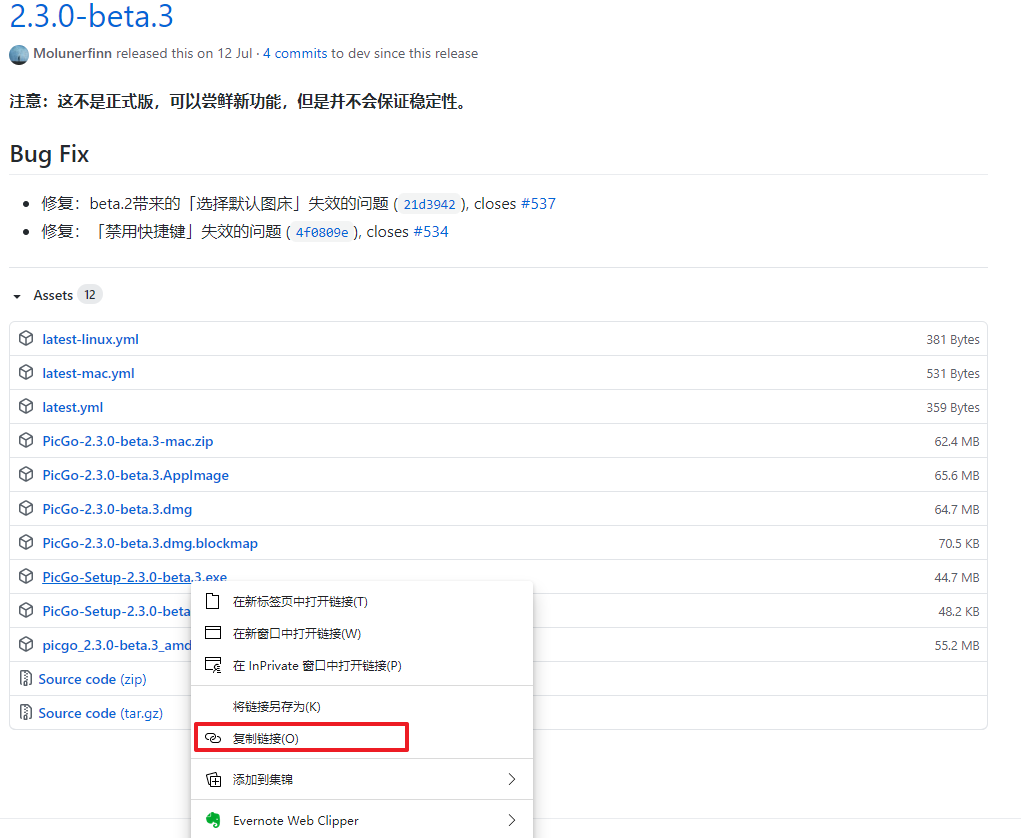 2.3.0-beta.3
Molunerfinn released this on 12 Jul · 4 commits to dev since this release
注意：这不是正式版，可以尝鲜新功能，但是并不会保证稳定性。
Bug Fix
修复：beta.2带来的「选择默认图床」失效的问题 ( 21d3942 ), closes #537
修复：「禁用快捷键」失效的问题 ( 4f0809e ), closes #534
Assets 12
latest-linux.yml 381 Bytes
latest-mac.yml 531 Bytes
latest.yml 359 Bytes
PicGo-2.3.0-beta.3-mac.zip 62.4 MB
PicGo-2.3.0-beta.3.AppImage 65.6 MB
PicGo-2.3.0-beta.3.dmg 64.7 MB
PicGo-2.3.0-beta.3.dmg.blockmap 70.5 KB
PicGo-Setup-2.3.0-beta.3.exe 44.7 MB
PicGo-Setup-2.3.0-beta 48.2 KB
picgo_2.3.0-beta.3_amd 55.2 MB
Source code (zip)
Source code (tar.gz)
在新标签页中打开链接(T)
在新窗口中打开链接(W)
在 InPrivate 窗口中打开链接(P)
将链接另存为(K)
复制链接(O)
添加到集锦
Evernote Web Clipper